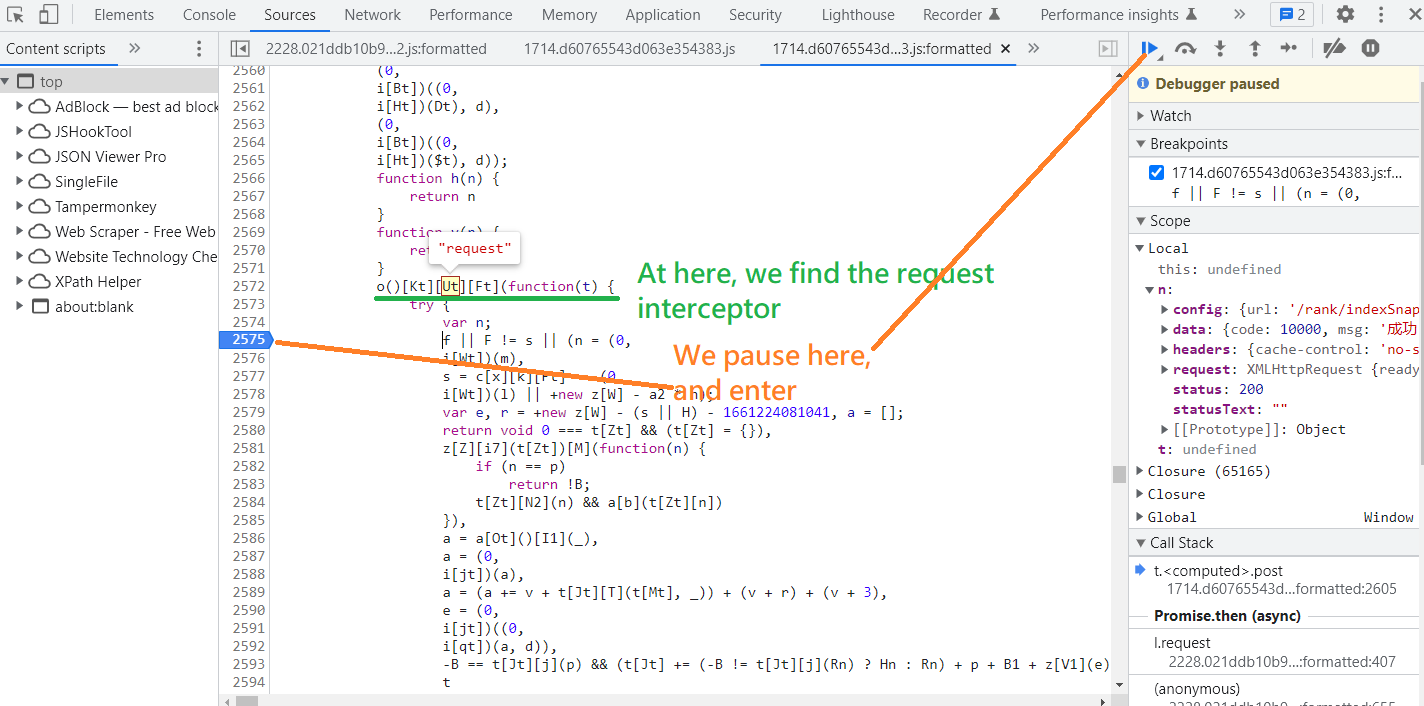 Elements Console Sources Network Performance Memory Application Security Lighthouse Recorder Performance insights 2
Content scripts
2228.021ddb10b9...2.js:formatted 1714.d60765543d063e354383.js 1714.d60765543d...3.js:formatted
top
AdBlock — best ad block
JSHookTool
JSON Viewer Pro
SingleFile
Tampermonkey
Web Scraper - Free Web
Website Technology Che
XPath Helper
about:blank
2560 (0,
2561 i[Bt])((0,
2562 i[Ht])(Dt), d),
2563 (0,
2564 i[Bt])((0,
2565 i[Ht])($t), d));
2566 function h(n) {
2567 return n
2568 }
2569 function
2570
2571 }
"request"
2572 o()[Kt][Ut][Ft](function(t) {
2573 try {
2574 var n;
2575 f || F != s || (n = (0,
2576 i[Wt])(m),
2577 s = c[x][k][Ft] (0
2578 i[Wt])(l) || +new z[W] - a2 * n);
2579 var e, r = +new z[W] - (s || H) - 1661224081041, a = [];
2580 return void 0 === t[Zt] && (t[Zt] = {}),
2581 z[Z][i7](t[Zt])[M](function(n) {
2582 if (n == p)
2583 return !B;
2584 t[Zt][N2](n) && a[b](t[Zt][n])
2585 }),
2586 a = a[Ot]()[I1](_),
2587 a = (0,
2588 i[jt])(a),
2589 a = (a += v + t[Jt][T](t[Mt], _)) + (v + r) + (v + 3),
2590 e = (0,
2591 i[jt])((0,
2592 i[qt])(a, d)),
2593 -B == t[Jt][j](p) && (t[Jt] += (-B != t[Jt][j](Rn) ? Hn : Rn) + p + B1 + z[V1](e)
2594 t
At here, we find the request
interceptor
We pause here,
and enter
Debugger paused
Watch
Breakpoints
1714.d60765543d063e354383.js:f...
f || F != s || (n = (0,
Scope
Local
this: undefined
n:
config: {url: '/rank/indexSnap
data: {code: 10000, msg: '成功
headers: {cache-control: 'no-s
request: XMLHttpRequest {ready
status: 200
statusText: ""
[[Prototype]]: Object
t: undefined
Closure (65165)
Closure
Global Window
Call Stack
t.<computed>.post
1714.d60765543d...formatted:2605
Promise.then (async)
l.request
2228.021ddb10b9...:formatted:407
(anonymous)
2228.021ddb10b9...:formatted:655